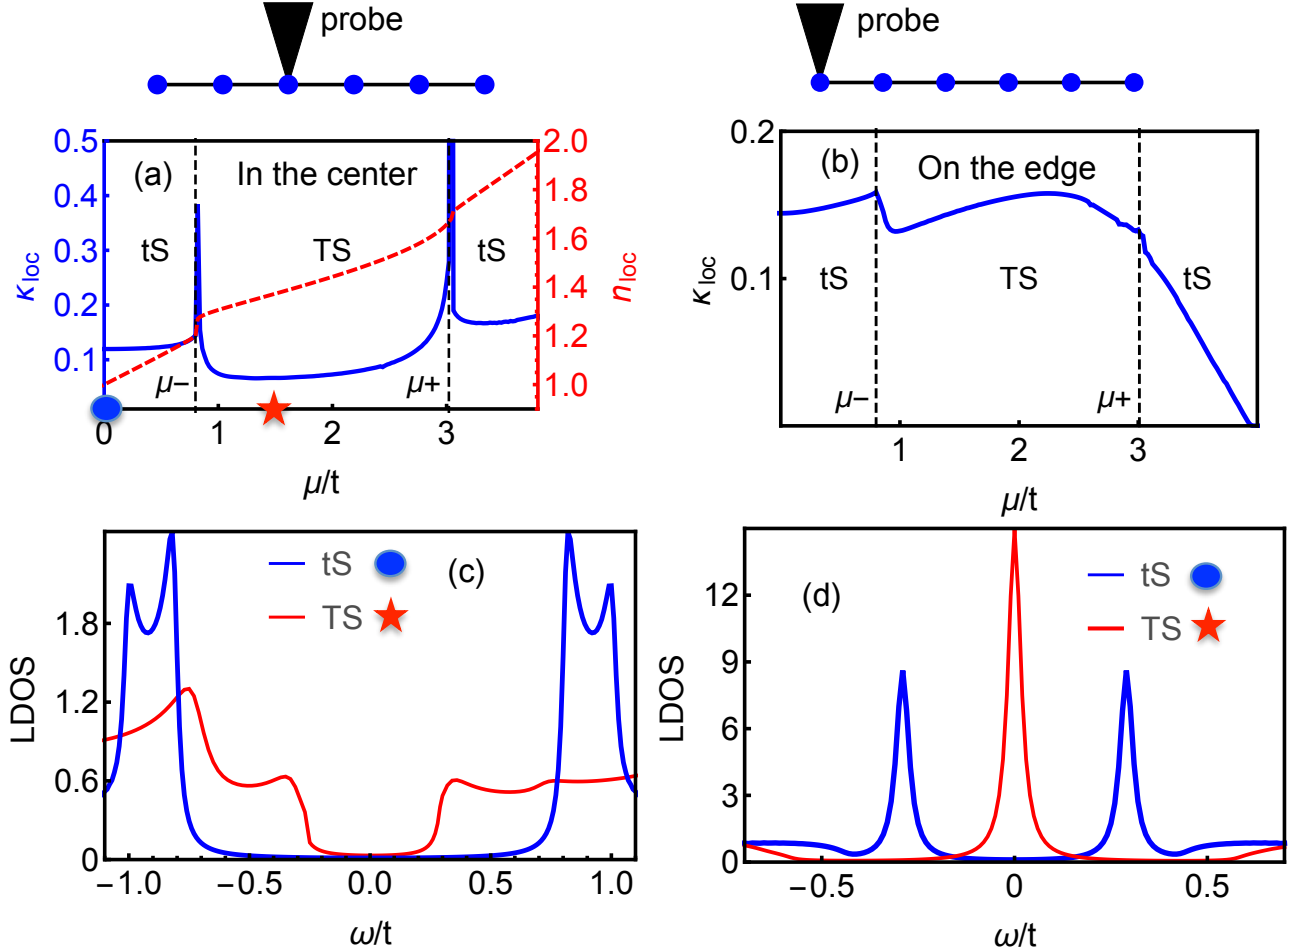 probe
probe
0.5
0.4
0.3
0.2
0.1
κloc
(a)
In the center
tS
TS
tS
μ−
μ+
2.0
1.8
1.6
1.4
1.2
1.0
nloc
0
1
2
3
μ/t
0.2
0.1
κloc
(b)
On the edge
tS
TS
tS
μ−
μ+
1
2
3
μ/t
1.8
1.2
0.6
0
LDOS
tS
TS
(c)
−1.0
−0.5
0.0
0.5
1.0
ω/t
12
9
6
3
0
LDOS
(d)
tS
TS
−0.5
0
0.5
ω/t